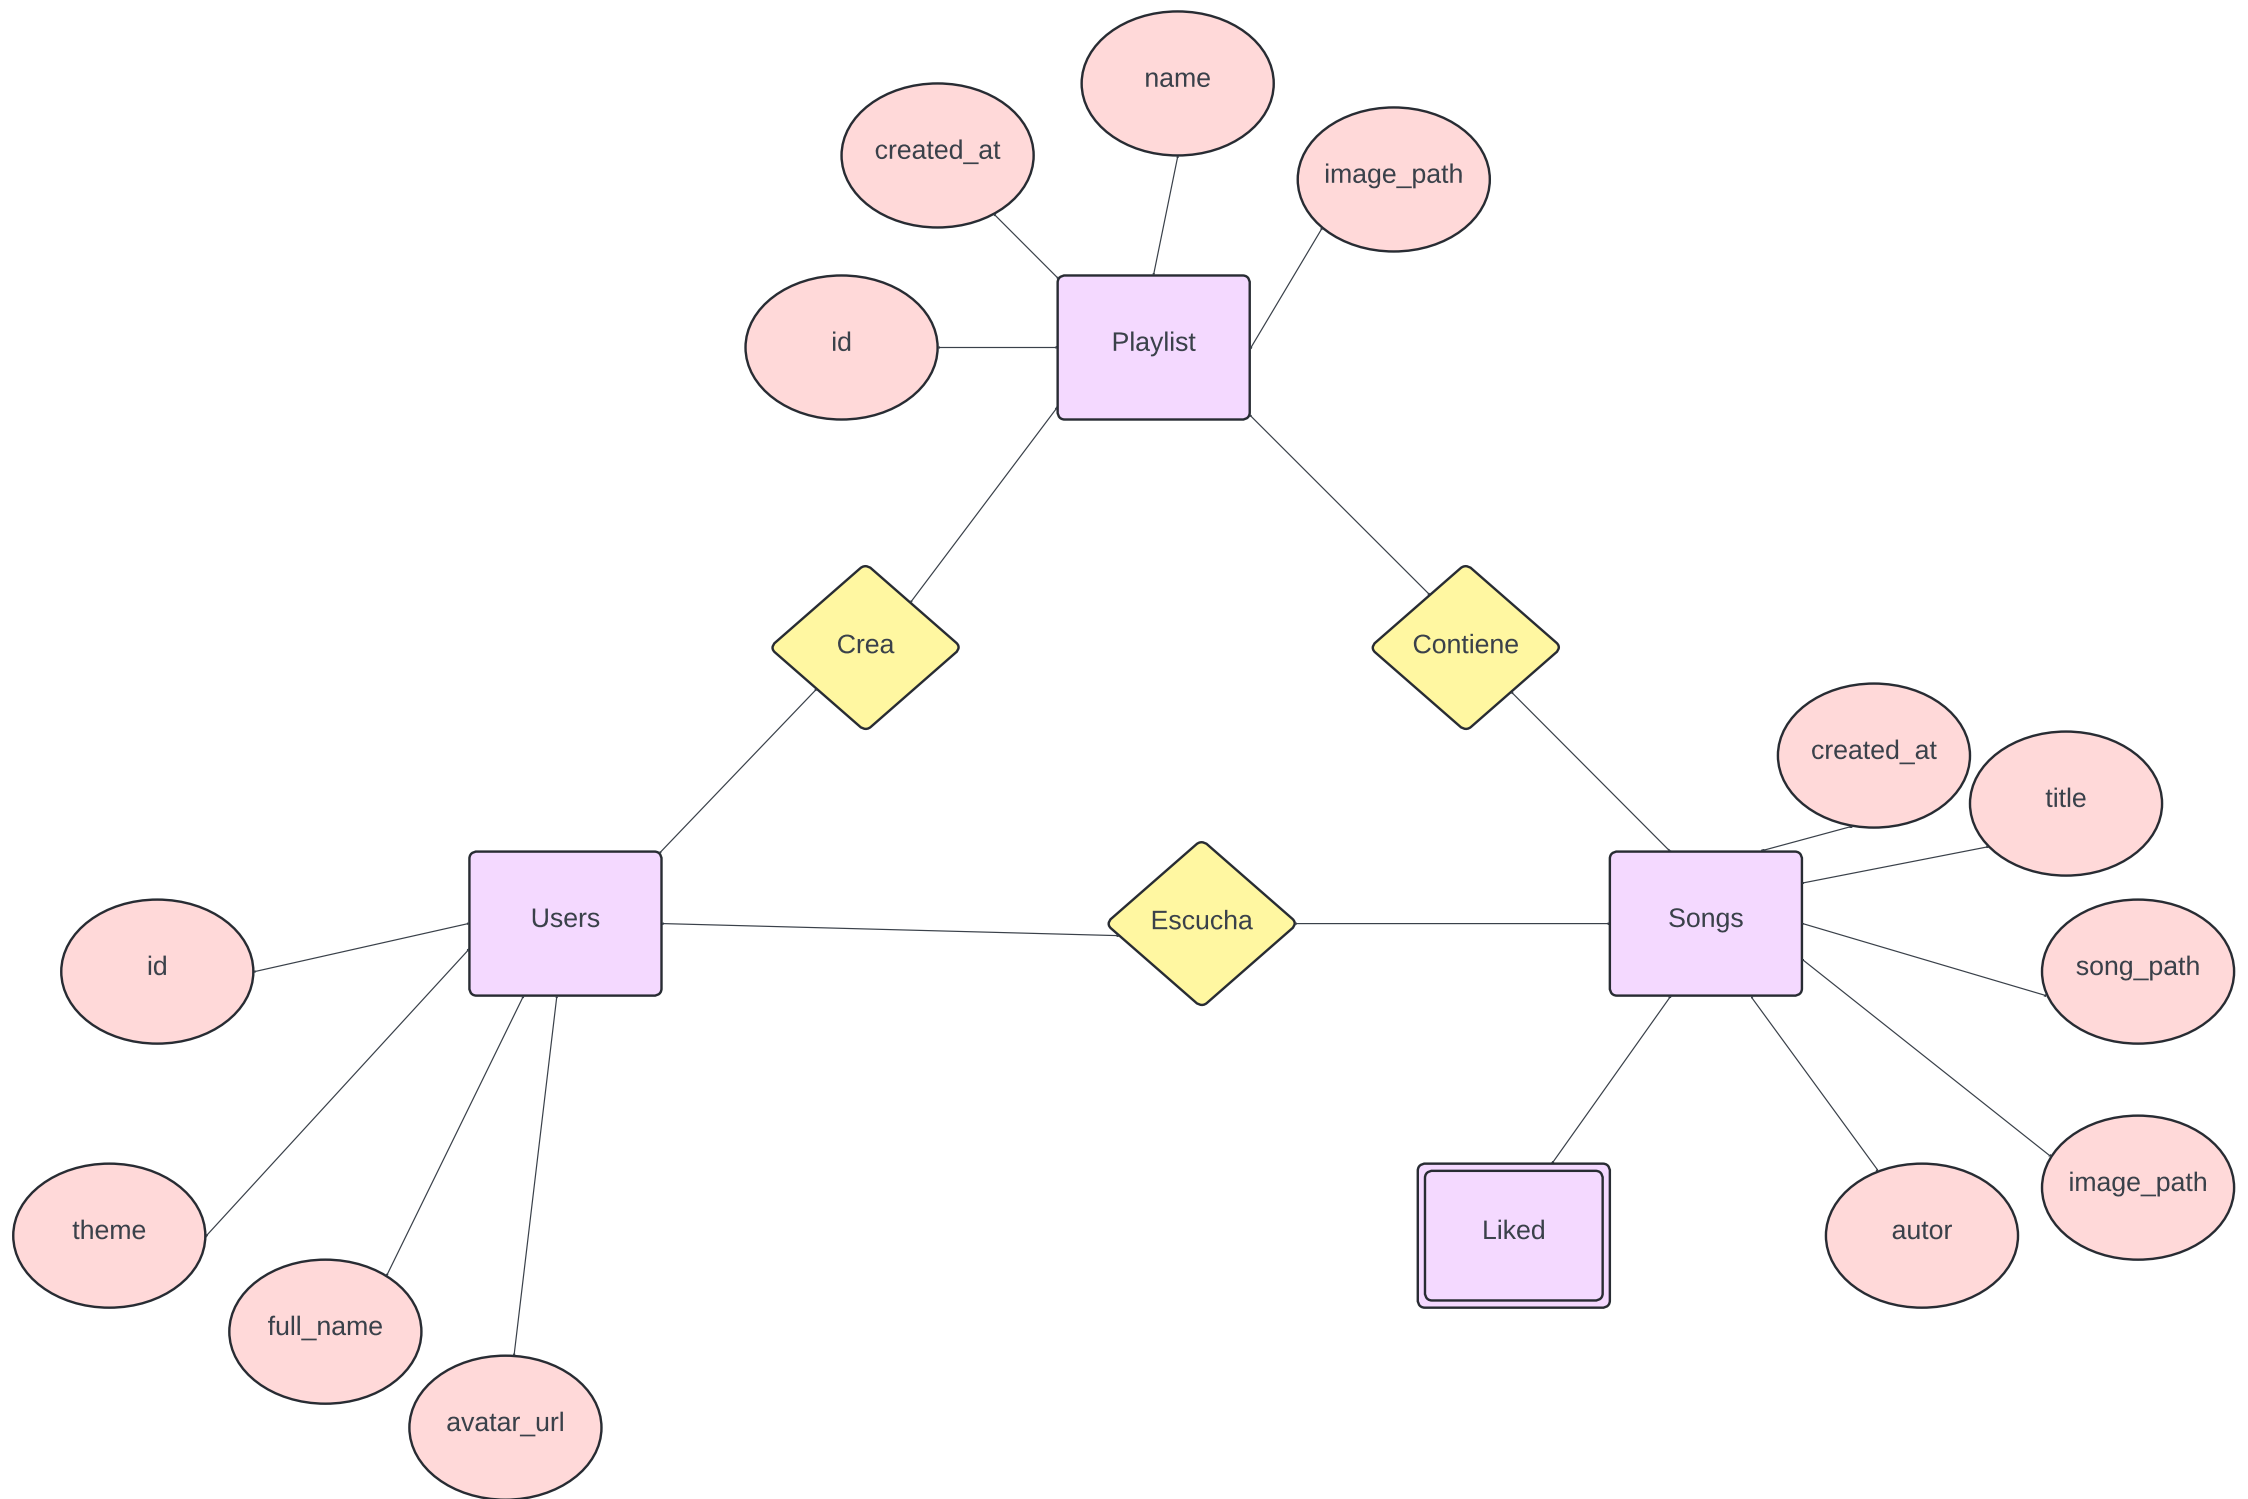 name
created_at
image_path
id
Playlist
Crea
Contiene
created_at
title
Users
Escucha
Songs
id
song_path
image_path
theme
Liked
autor
full_name
avatar_url